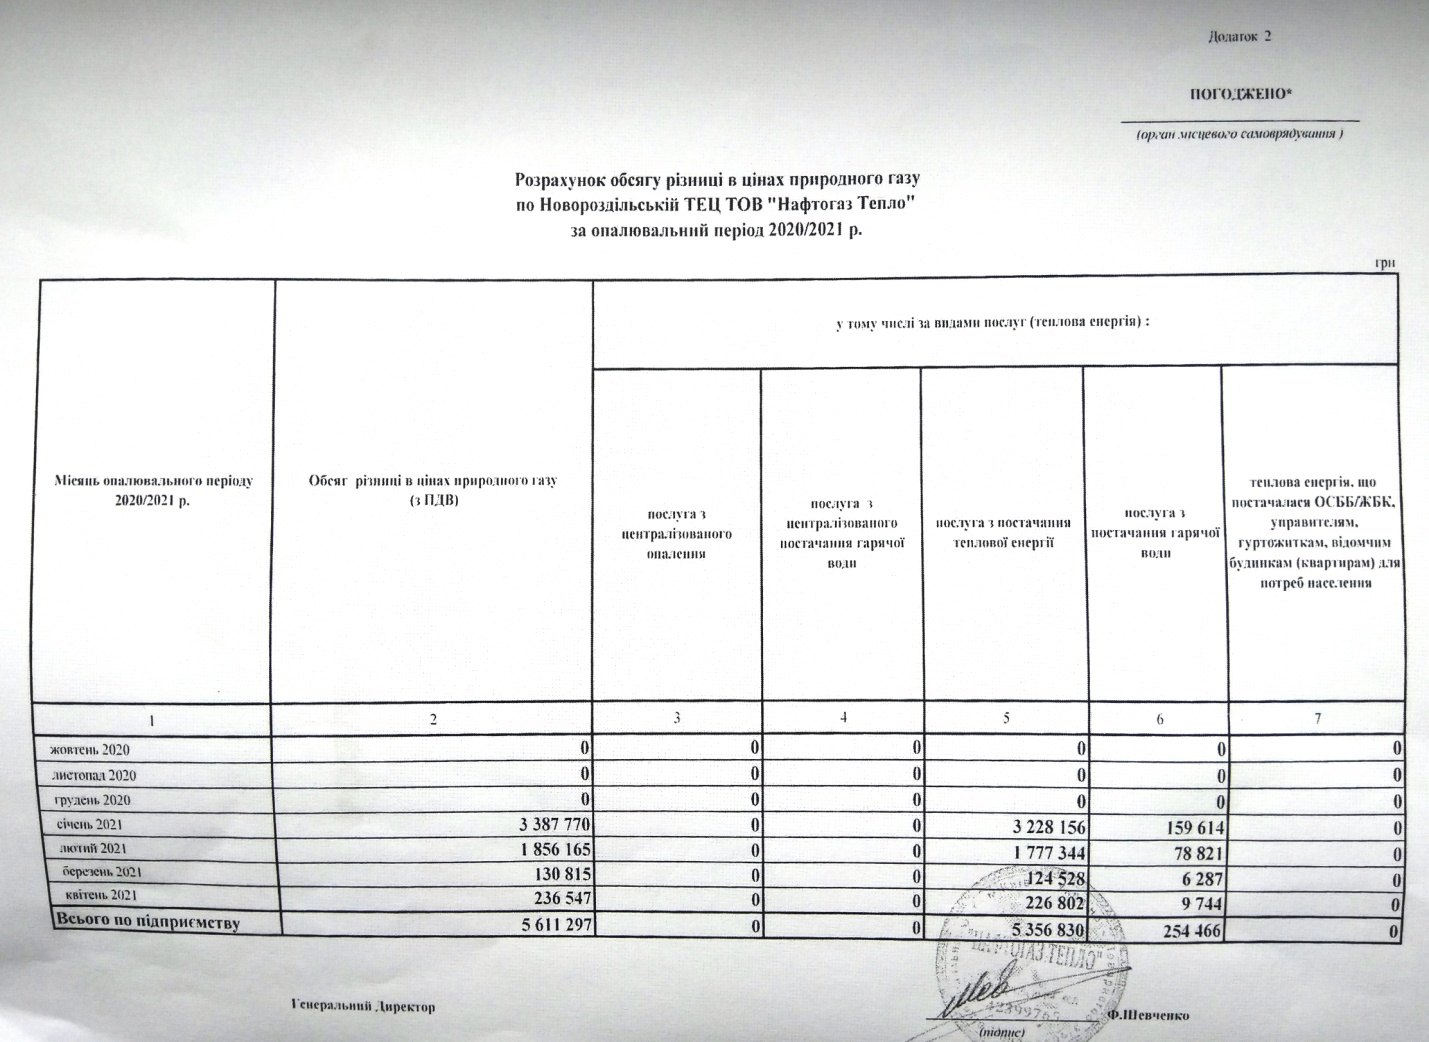 Додаток 2
ПОГОДЖЕНО*
(орган місцевого самоврядування )
Розрахунок обсягу різниці в цінах природного газу
по Новороздільській ТЕЦ ТОВ "Нафтогаз Тепло"
за опалювальний період 2020/2021 р.
грн
Місяць опалювального періоду
2020/2021 р.
Обсяг різниці в цінах природного газу
(з ПДВ)
у тому числі за видами послуг (теплова енергія) :
послуга з
централізованого
опалення
послуга з
централізованого
постачання гарячої
води
послуга з постачання
теплової енергії
послуга з
постачання гарячої
води
теплова енергія, що
постачалася ОСББ/ЖБК,
управителям,
гуртожиткам, відомчим
будинкам (квартирам) для
потреб населення
1 2 3 4 5 6 7
жовтень 2020 0 0 0 0 0 0
листопад 2020 0 0 0 0 0 0
грудень 2020 0 0 0 0 0 0
січень 2021 3 387 770 0 0 3 228 156 159 614 0
лютий 2021 1 856 165 0 0 1 777 344 78 821 0
березень 2021 130 815 0 0 124 528 6 287 0
квітень 2021 236 547 0 0 226 802 9 744 0
Всього по підприємству 5 611 297 0 0 5 356 830 254 466 0
"НАФТОГАЗ ТЕПЛО"
Генеральний Директор
Ф.Шевченко
(підпис)